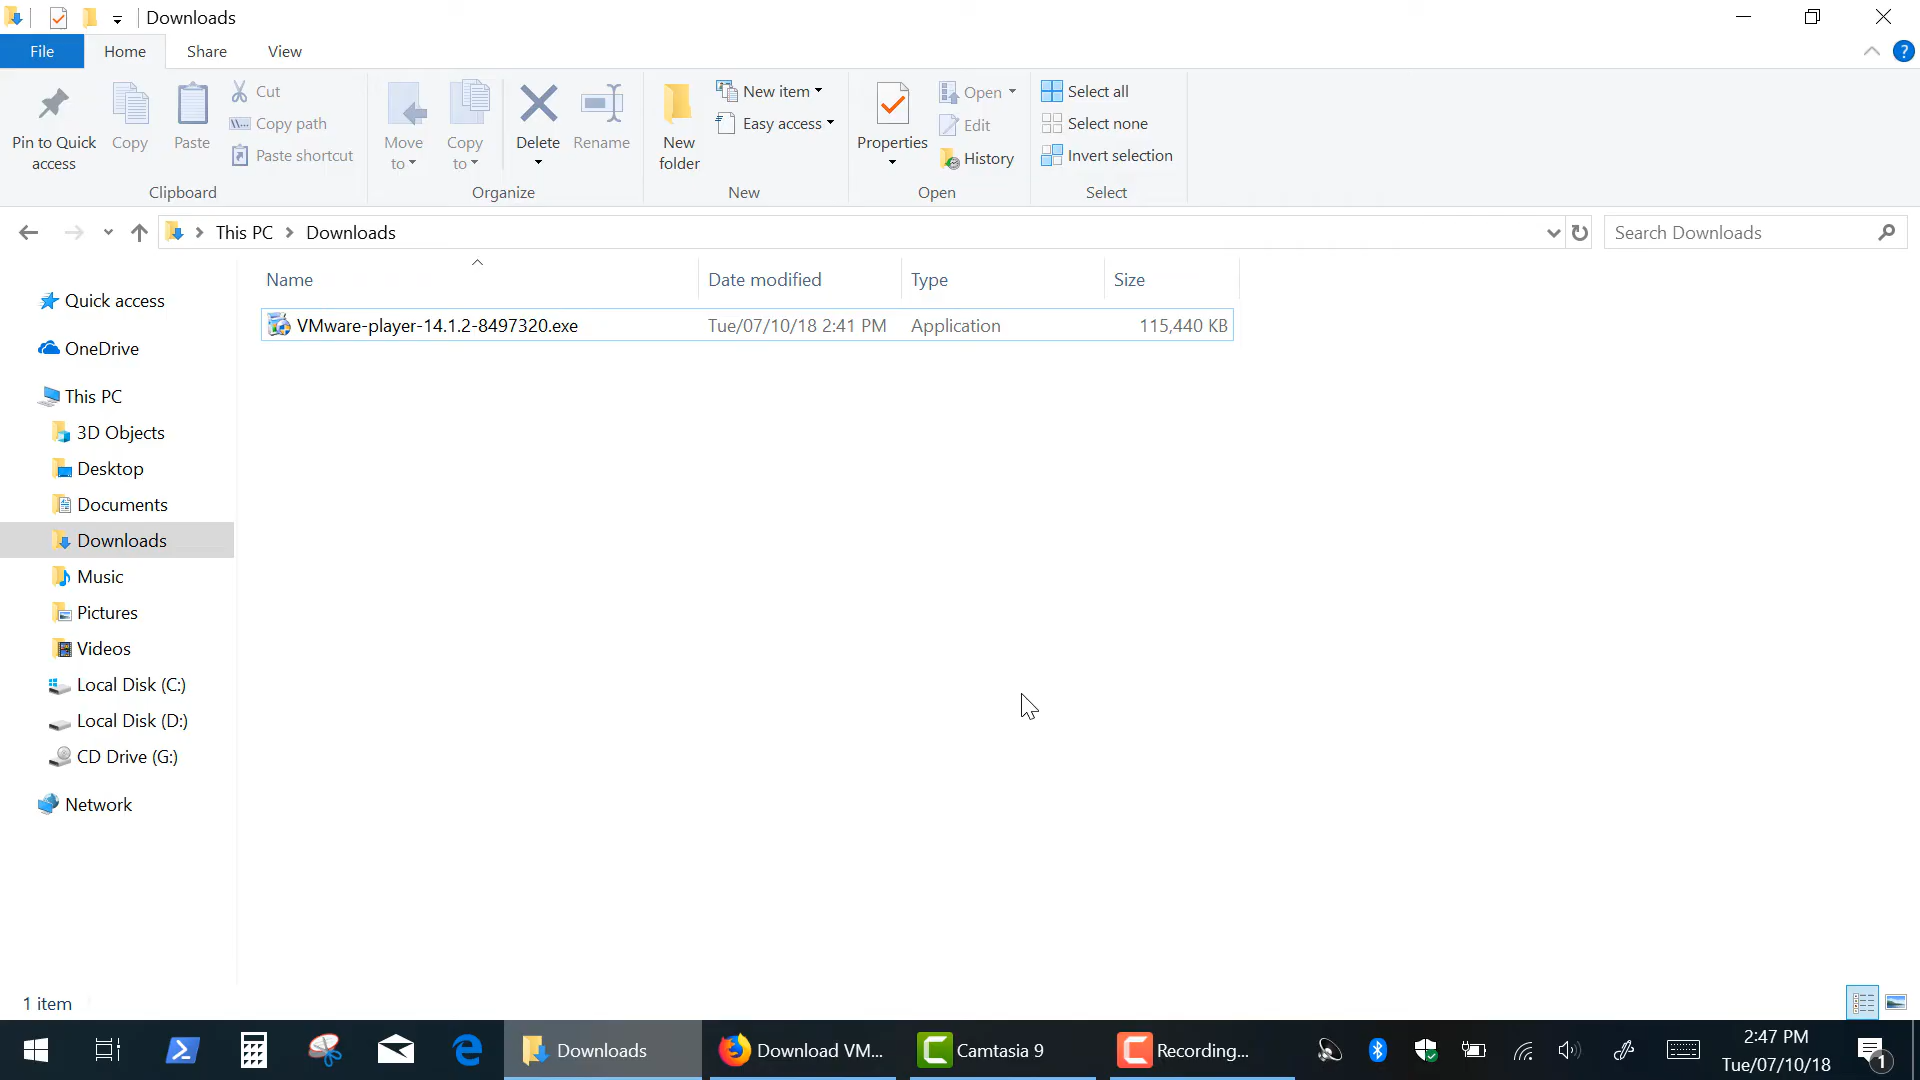 Downloads
File Home Share View
Pin to Quick access
Copy
Paste
Cut
Copy path
Paste shortcut
Clipboard
Move to
Copy to
Delete
Rename
Organize
New folder
New item
Easy access
New
Properties
Open
Edit
History
Open
Select all
Select none
Invert selection
Select
This PC Downloads
Search Downloads
Name Date modified Type Size
VMware-player-14.1.2-8497320.exe Tue/07/10/18 2:41 PM Application 115,440 KB
Quick access
OneDrive
This PC
3D Objects
Desktop
Documents
Downloads
Music
Pictures
Videos
Local Disk (C:)
Local Disk (D:)
CD Drive (G:)
Network
1 item
Downloads
Download VM...
Camtasia 9
Recording...
2:47 PM
Tue/07/10/18
1